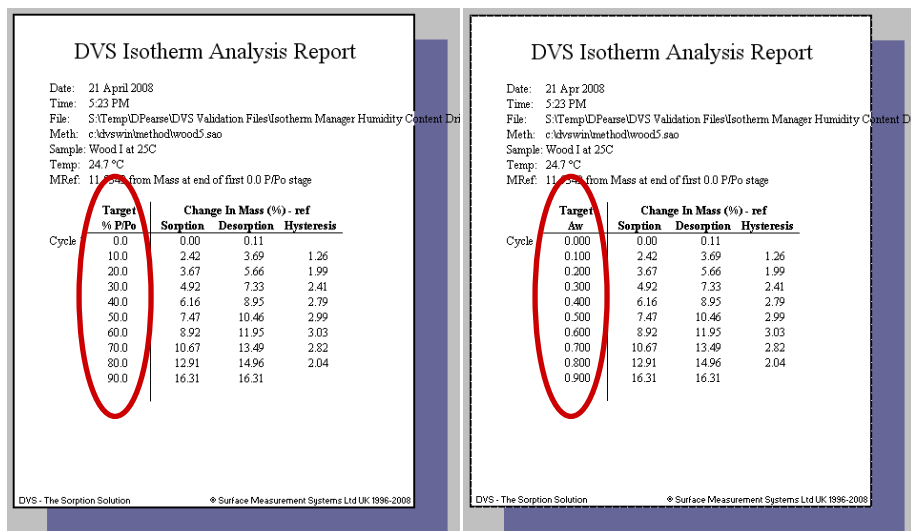 DVS Isotherm Analysis Report
Date: 21 April 2008
Time: 5:23 PM
File: S:\Temp\DPearse\DVS Validation Files\Isotherm Manager Humidity Content Dri
Meth: c:\dvswin\method\wood5.sao
Sample: Wood I at 25C
Temp: 24.7 °C
MRef: from Mass at end of first 0.0 P/Po stage
Target Change In Mass (%) - ref
% P/Po Sorption Desorption Hysteresis
Cycle 0.0 0.00 0.11
10.0 2.42 3.69 1.26
20.0 3.67 5.66 1.99
30.0 4.92 7.33 2.41
40.0 6.16 8.95 2.79
50.0 7.47 10.46 2.99
60.0 8.92 11.95 3.03
70.0 10.67 13.49 2.82
80.0 12.91 14.96 2.04
90.0 16.31 16.31
DVS - The Sorption Solution © Surface Measurement Systems Ltd UK 1996-2008
DVS Isotherm Analysis Report
Date: 21 Apr 2008
Time: 5:23 PM
File: S:\Temp\DPearse\DVS Validation Files\Isotherm Manager Humidity Content D
Meth: c:\dvswin\method\wood5.sao
Sample: Wood I at 25C
Temp: 24.7 °C
MRef: from Mass at end of first 0.0 P/Po stage
Target Change In Mass (%) - ref
Aw Sorption Desorption Hysteresis
Cycle 0.000 0.00 0.11
0.100 2.42 3.69 1.26
0.200 3.67 5.66 1.99
0.300 4.92 7.33 2.41
0.400 6.16 8.95 2.79
0.500 7.47 10.46 2.99
0.600 8.92 11.95 3.03
0.700 10.67 13.49 2.82
0.800 12.91 14.96 2.04
0.900 16.31 16.31
DVS - The Sorption Solution © Surface Measurement Systems Ltd UK 1996-2008